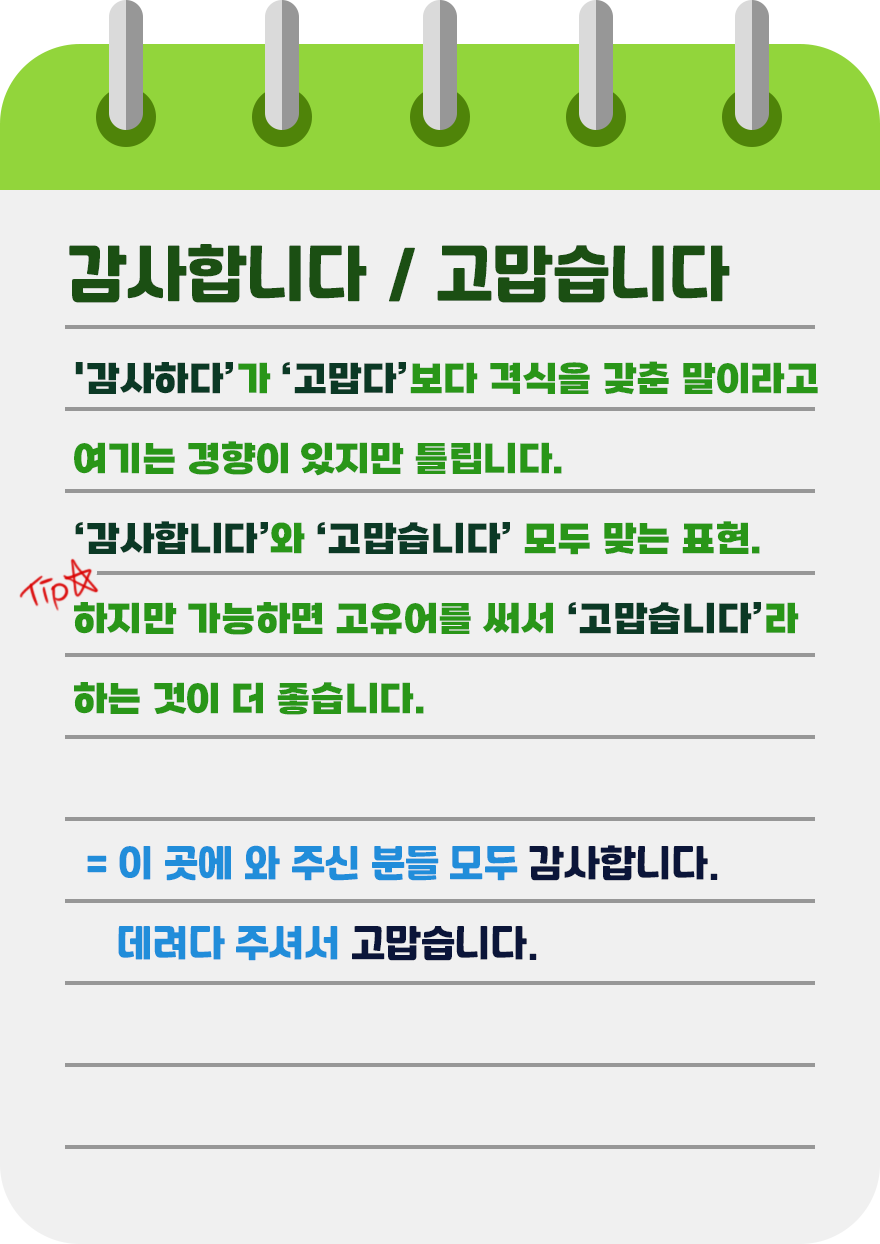 감사합니다 / 고맙습니다
'감사하다’가 ‘고맙다’보다 격식을 갖춘 말이라고
여기는 경향이 있지만 틀립니다.
‘감사합니다’와 ‘고맙습니다’ 모두 맞는 표현.
Tip☆
하지만 가능하면 고유어를 써서 ‘고맙습니다’라
하는 것이 더 좋습니다.
= 이 곳에 와 주신 분들 모두 감사합니다.
데려다 주셔서 고맙습니다.